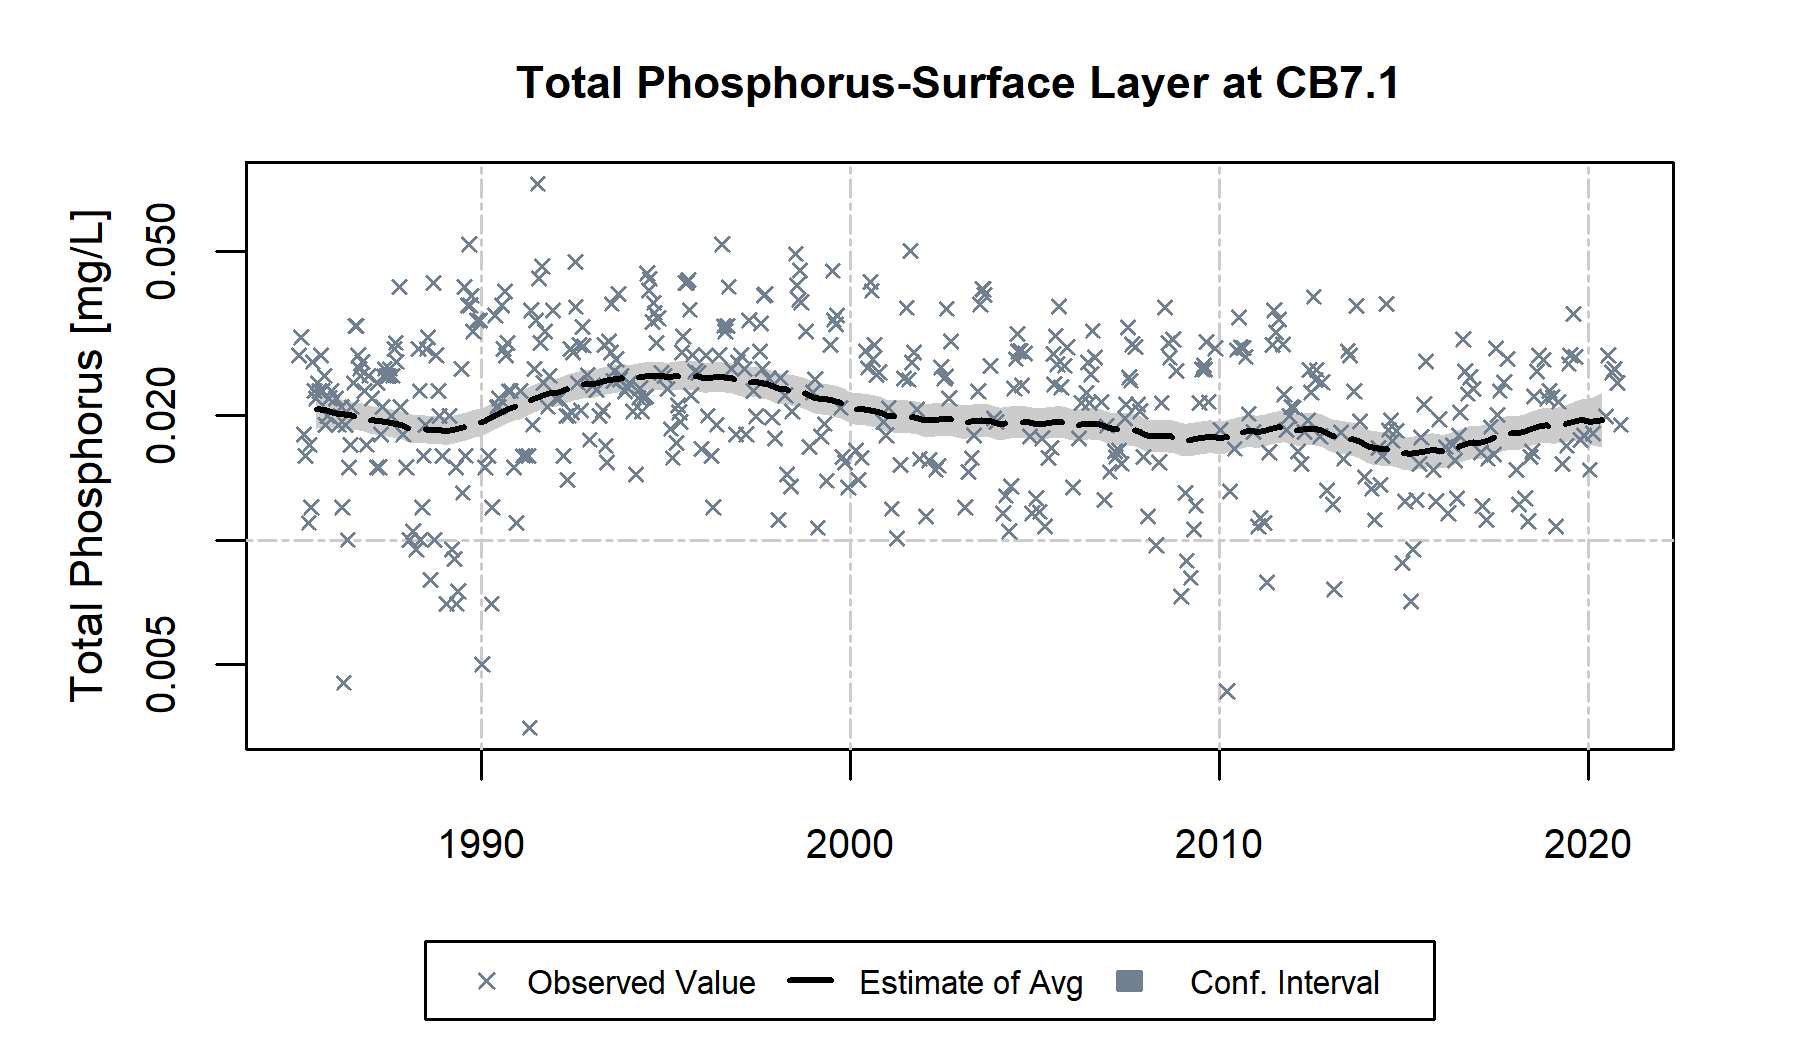 Total Phosphorus-Surface Layer at CB7.1
Total Phosphorus [mg/L]
0.050
0.020
0.005
1990 2000 2010 2020
Observed Value Estimate of Avg Conf. Interval